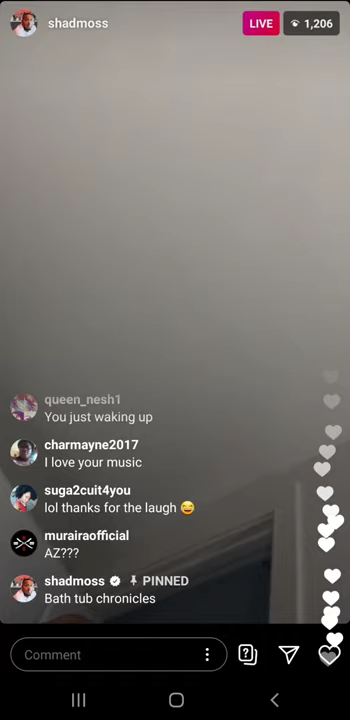 shadmoss
LIVE
1,206
queen_nesh1
You just waking up
charmayne2017
I love your music
suga2cuit4you
lol thanks for the laugh 😂
murairaofficial
AZ???
shadmoss PINNED
Bath tub chronicles
Comment